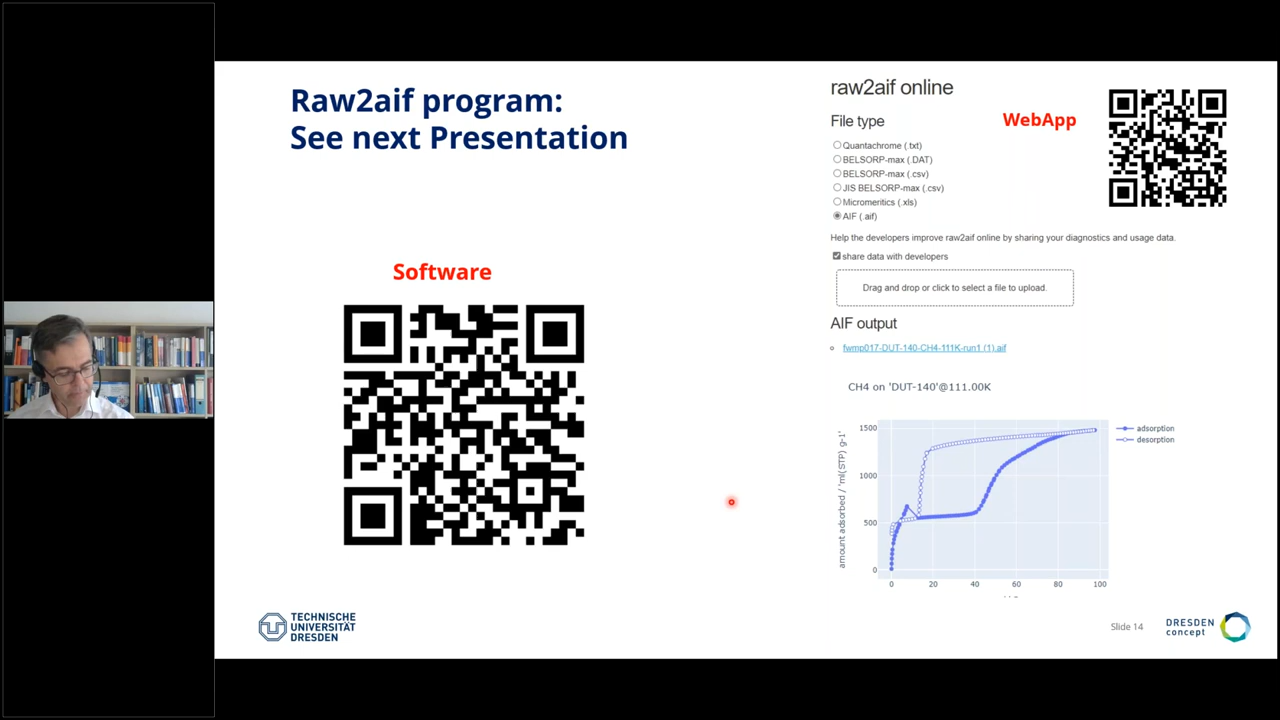 Raw2aif program:
See next Presentation
Software
raw2aif online
WebApp
File type
Quantachrome (.txt)
BELSORP-max (.DAT)
BELSORP-max (.csv)
JIS BELSORP-max (.csv)
Micromeritics (.xls)
AIF (.aif)
Help the developers improve raw2aif online by sharing your diagnostics and usage data.
share data with developers
Drag and drop or click to select a file to upload.
AIF output
fwmp017-DUT-140-CH4-111K-run1 (1).aif
CH4 on 'DUT-140'@111.00K
amount adsorbed / 'ml(STP) g-1'
1500
1000
500
0
0 20 40 60 80 100
adsorption
desorption
TECHNISCHE
UNIVERSITÄT
DRESDEN
Slide 14
DRESDEN
concept